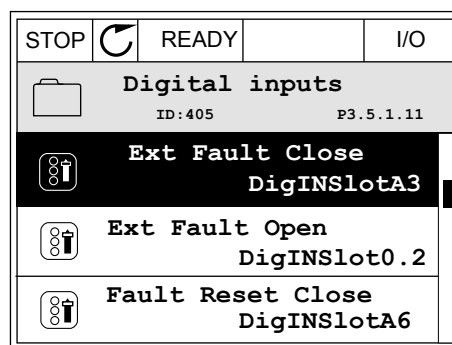 STOP READY I/O
Digital inputs
ID:405 P3.5.1.11
Ext Fault Close
DigINSlotA3
Ext Fault Open
DigINSlot0.2
Fault Reset Close
DigINSlotA6